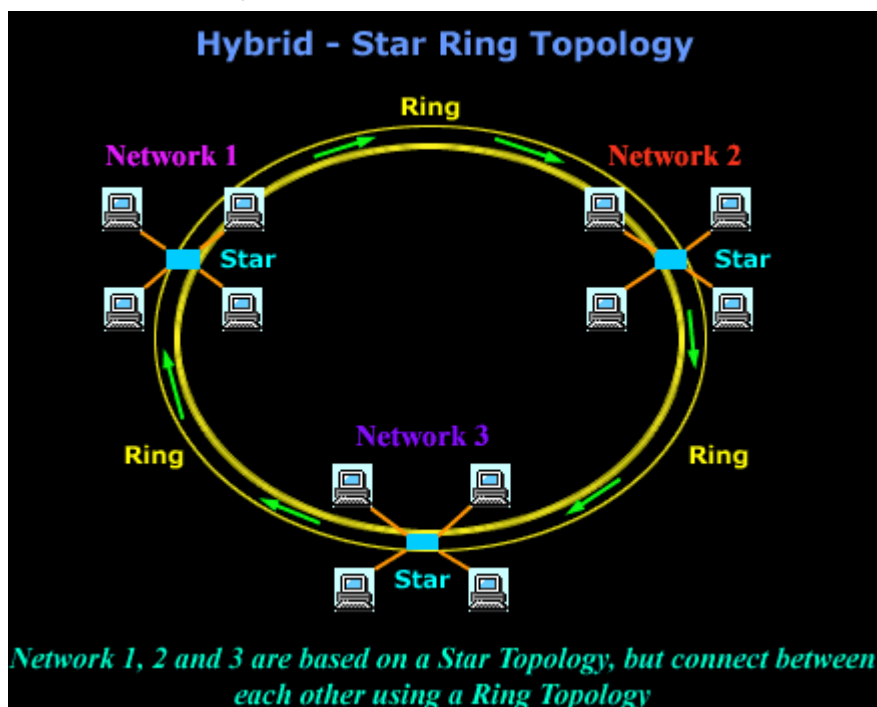 Hybrid - Star Ring Topology
Ring
Network 1
Network 2
Star
Star
Network 3
Ring
Ring
Star
Network 1, 2 and 3 are based on a Star Topology, but connect between
each other using a Ring Topology